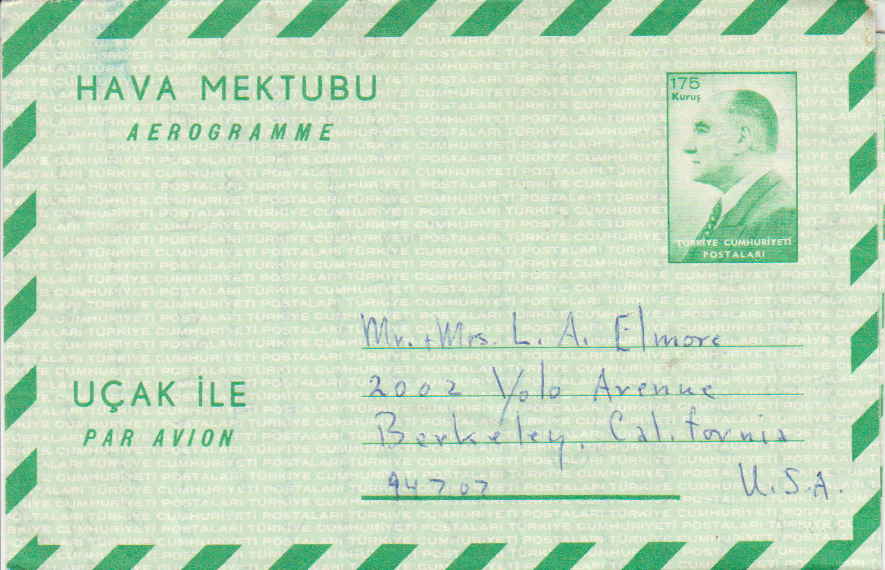 HAVA MEKTUBU
AEROGRAMME
175
Kuruş
TÜRKİYE CUMHURİYETİ
POSTALARI
Mr. + Mrs. L. A. Elmore
2002 Yolo Avenue
Berkeley, California
94707 U.S.A.
UÇAK İLE
PAR AVION